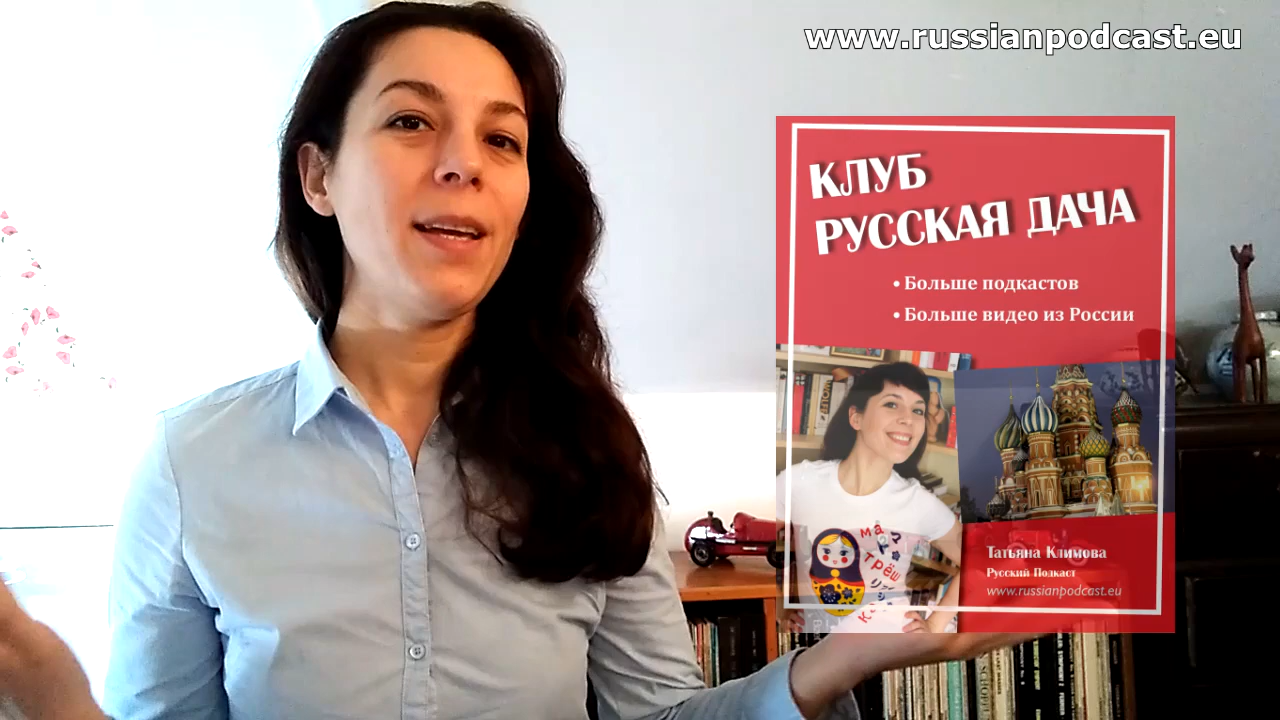 www.russianpodcast.eu
КЛУБ
РУССКАЯ ДАЧА
• Больше подкастов
• Больше видео из России
Татьяна Климова
Русский Подкаст
www.russianpodcast.eu